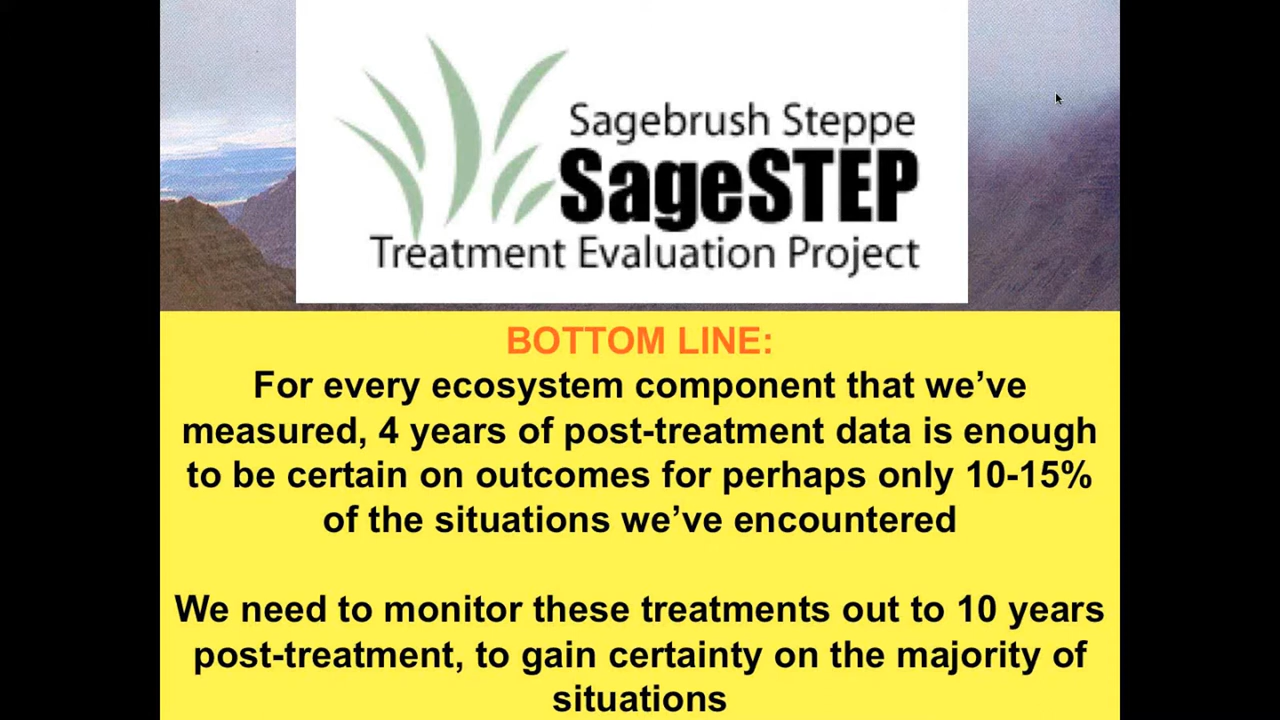 Sagebrush Steppe
SageSTEP
Treatment Evaluation Project
BOTTOM LINE:
For every ecosystem component that we’ve
measured, 4 years of post-treatment data is enough
to be certain on outcomes for perhaps only 10-15%
of the situations we’ve encountered
We need to monitor these treatments out to 10 years
post-treatment, to gain certainty on the majority of
situations